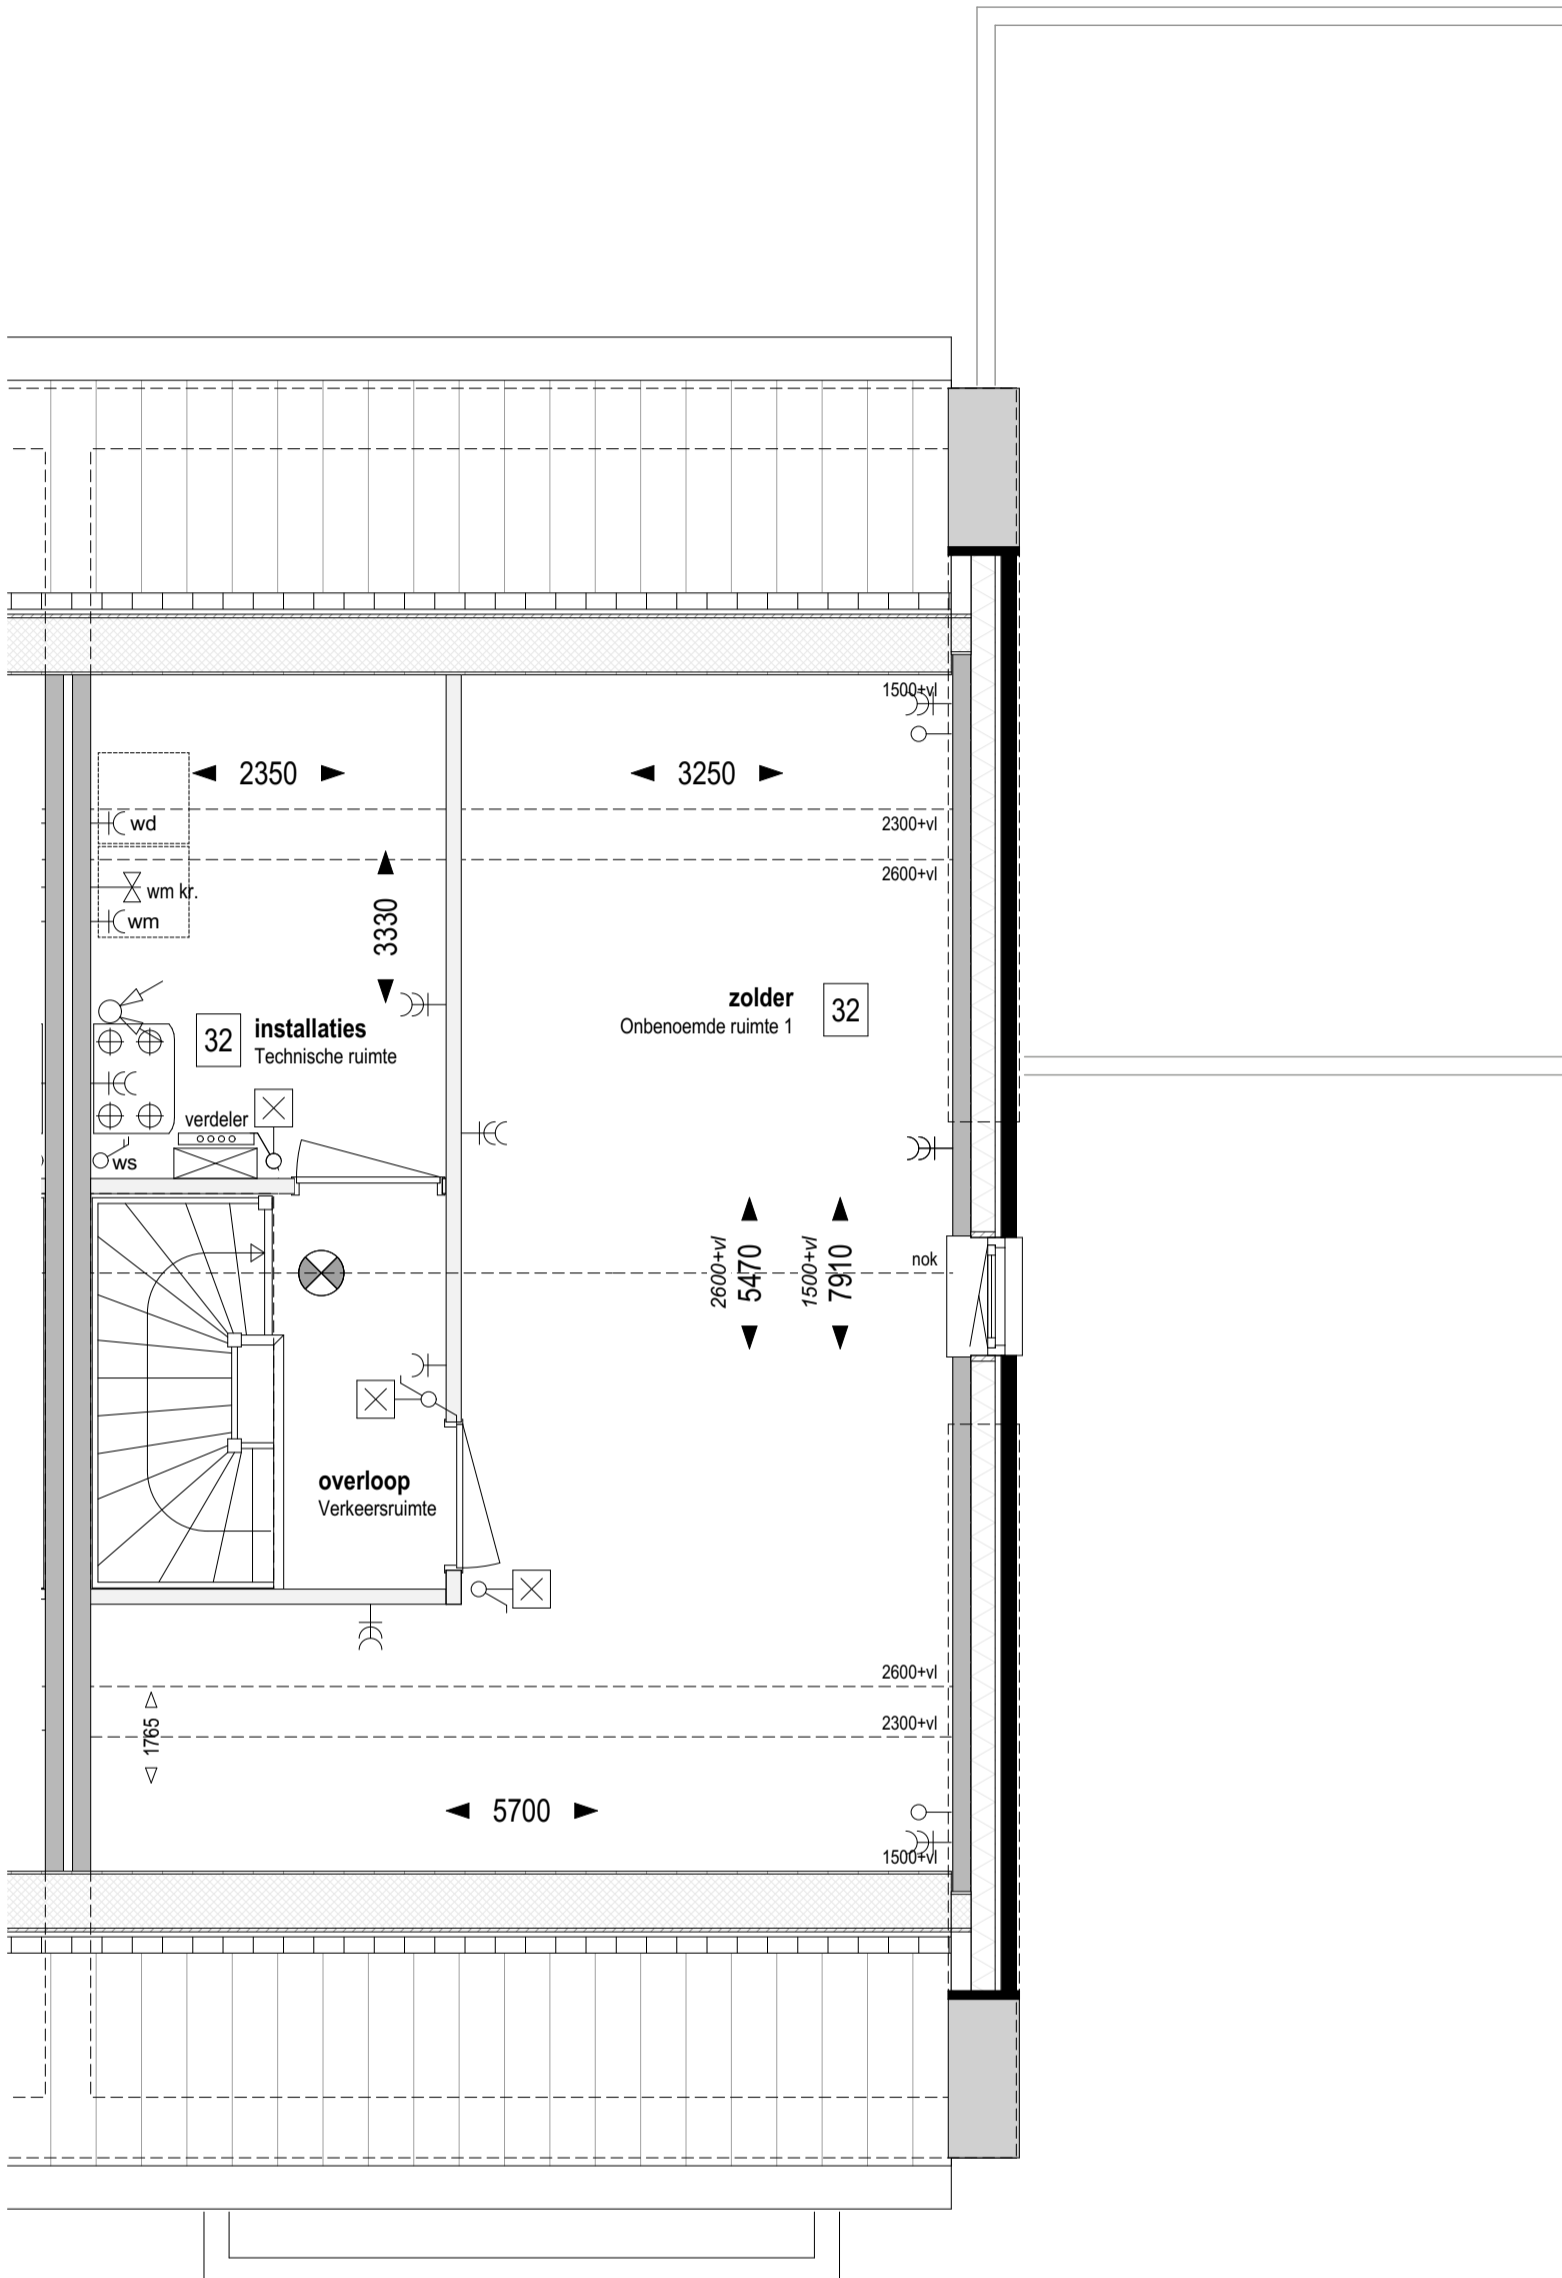 1500+vl
2350
3250
wd
2300+vl
2600+vl
wm kr.
wm
3330
zolder
Onbenoemde ruimte 1
32
32
installaties
Technische ruimte
verdeler
ws
2600+vl
5470
1500+vl
7910
nok
overloop
Verkeersruimte
2600+vl
1765
2300+vl
5700
1500+vl